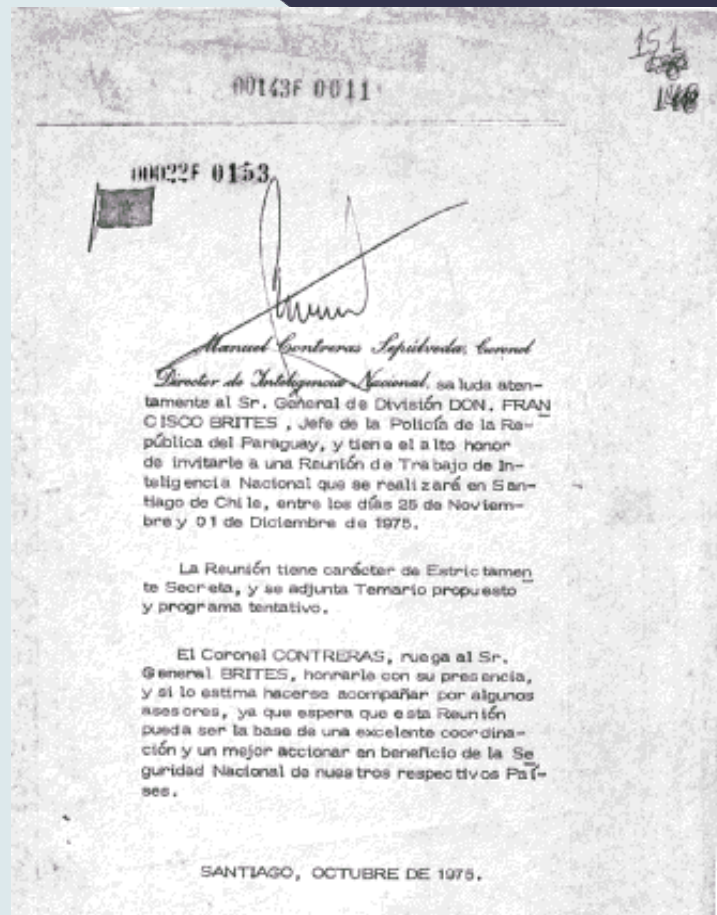 151
00143F 0011
00022F 0153
Manuel Contreras Sepúlveda, Coronel
Director de Inteligencia Nacional, saluda aten-
tamente al Sr. General de División DON. FRAN
CISCO BRITES , Jefe de la Policía de la Re-
pública del Paraguay, y tiene el alto honor
de invitarle a una Reunión de Trabajo de In-
teligencia Nacional que se realizará en San-
tiago de Chile, entre los días 25 de Noviem-
bre y 01 de Diciembre de 1975.
La Reunión tiene carácter de Estrictamen
te Secreta, y se adjunta Temario propuesto
y programa tentativo.
El Coronel CONTRERAS, ruega al Sr.
General BRITES, honrarle con su presencia,
y si lo estima hacerse acompañar por algunos
asesores, ya que espera que esta Reunión
pueda ser la base de una excelente coordina-
ción y un mejor accionar en beneficio de la Se
guridad Nacional de nuestros respectivos Paí-
ses.
SANTIAGO, OCTUBRE DE 1975.